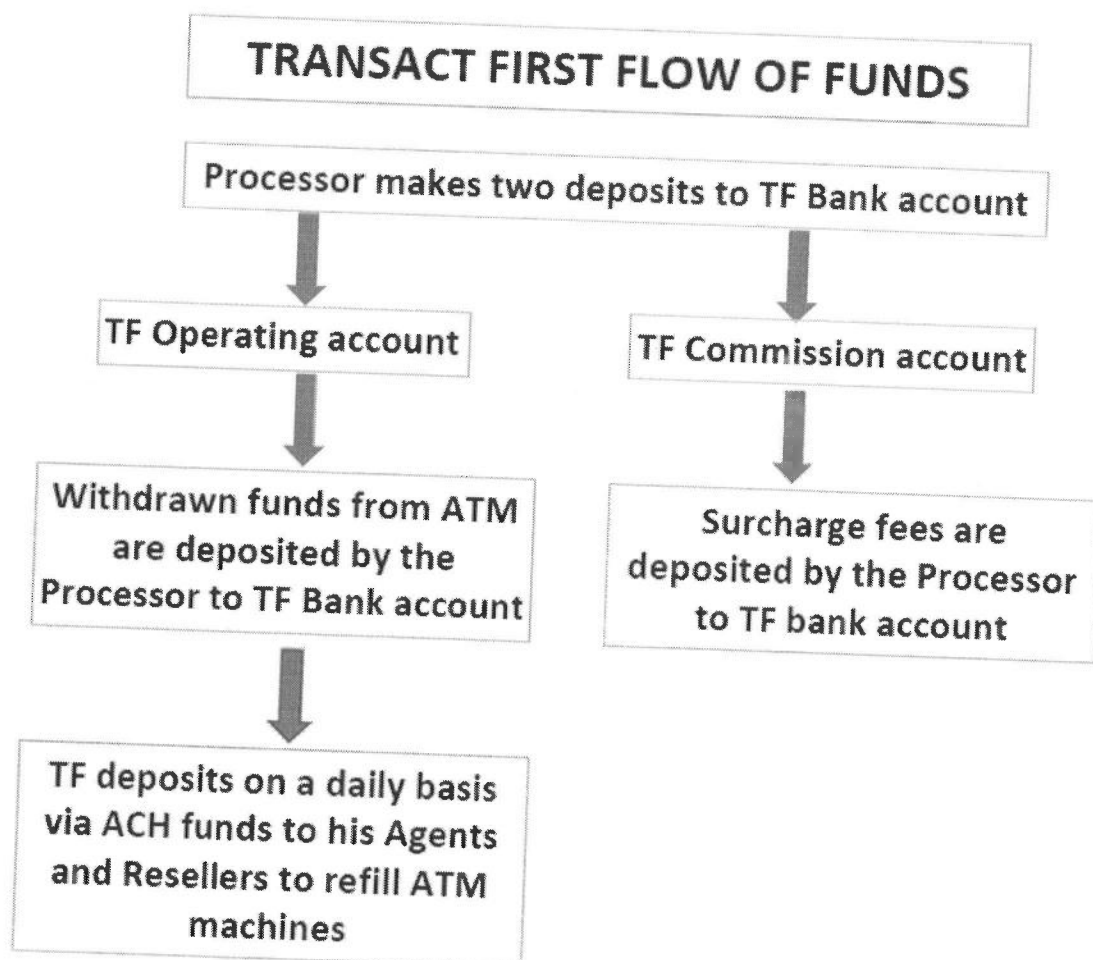 TRANSACT FIRST FLOW OF FUNDS
Processor makes two deposits to TF Bank account
TF Operating account
TF Commission account
Withdrawn funds from ATM
are deposited by the
Processor to TF Bank account
Surcharge fees are
deposited by the Processor
to TF bank account
TF deposits on a daily basis
via ACH funds to his Agents
and Resellers to refill ATM
machines